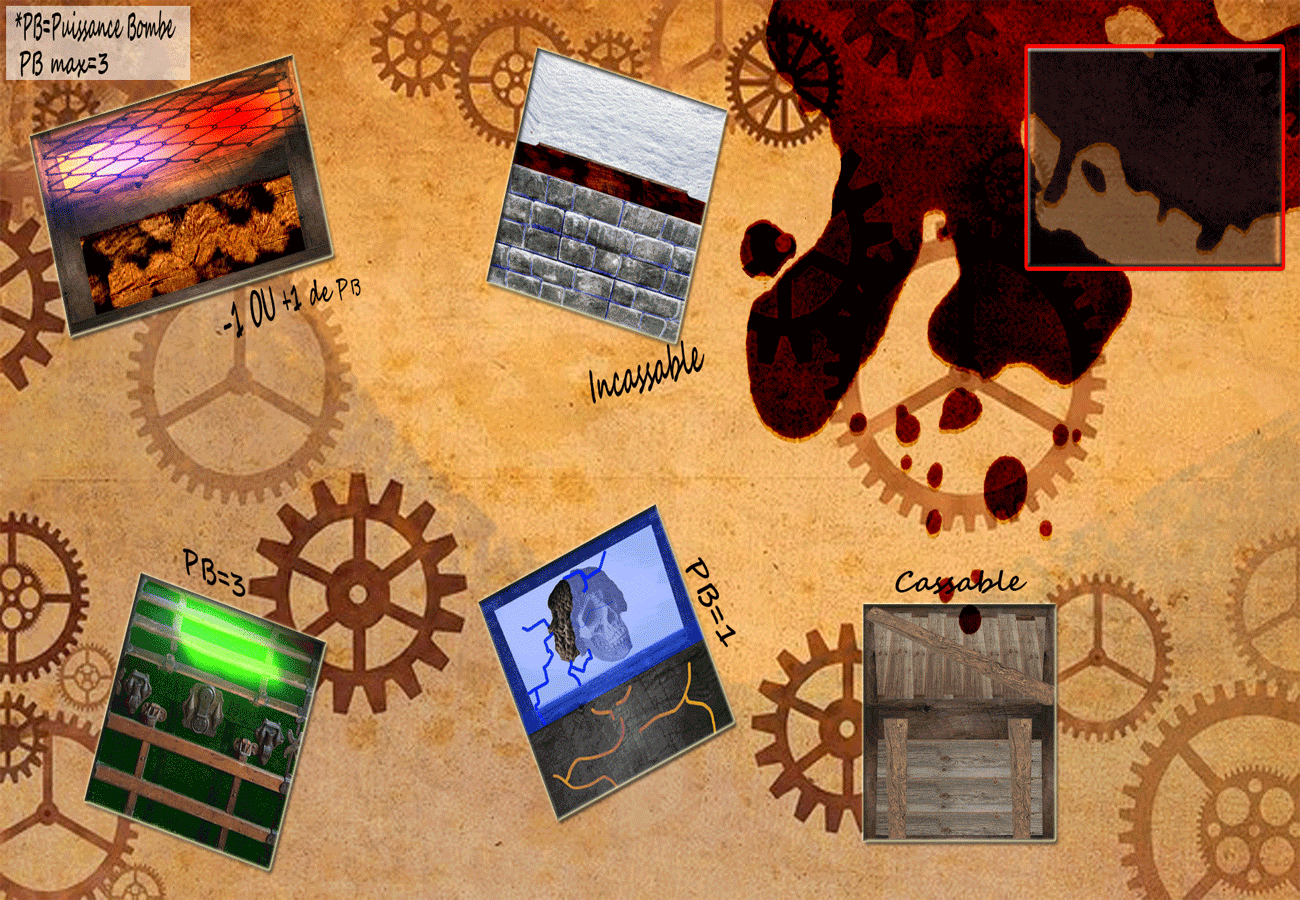 *PB=Puissance Bombe
PB max=3
-1 OU +1 de PB
Incassable
PB=3
PB=1
Cassable